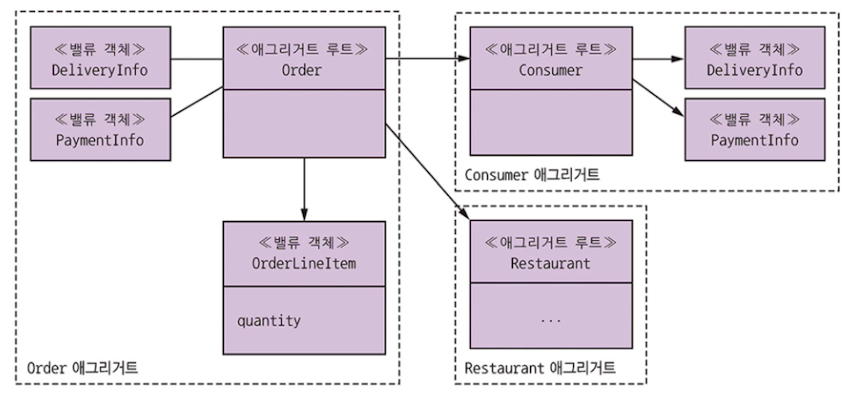 ≪밸류 객체≫
DeliveryInfo
≪밸류 객체≫
PaymentInfo
≪애그리거트 루트≫
Order
≪밸류 객체≫
OrderLineItem
quantity
Order 애그리거트
≪애그리거트 루트≫
Consumer
≪밸류 객체≫
DeliveryInfo
≪밸류 객체≫
PaymentInfo
Consumer 애그리거트
≪애그리거트 루트≫
Restaurant
...
Restaurant 애그리거트